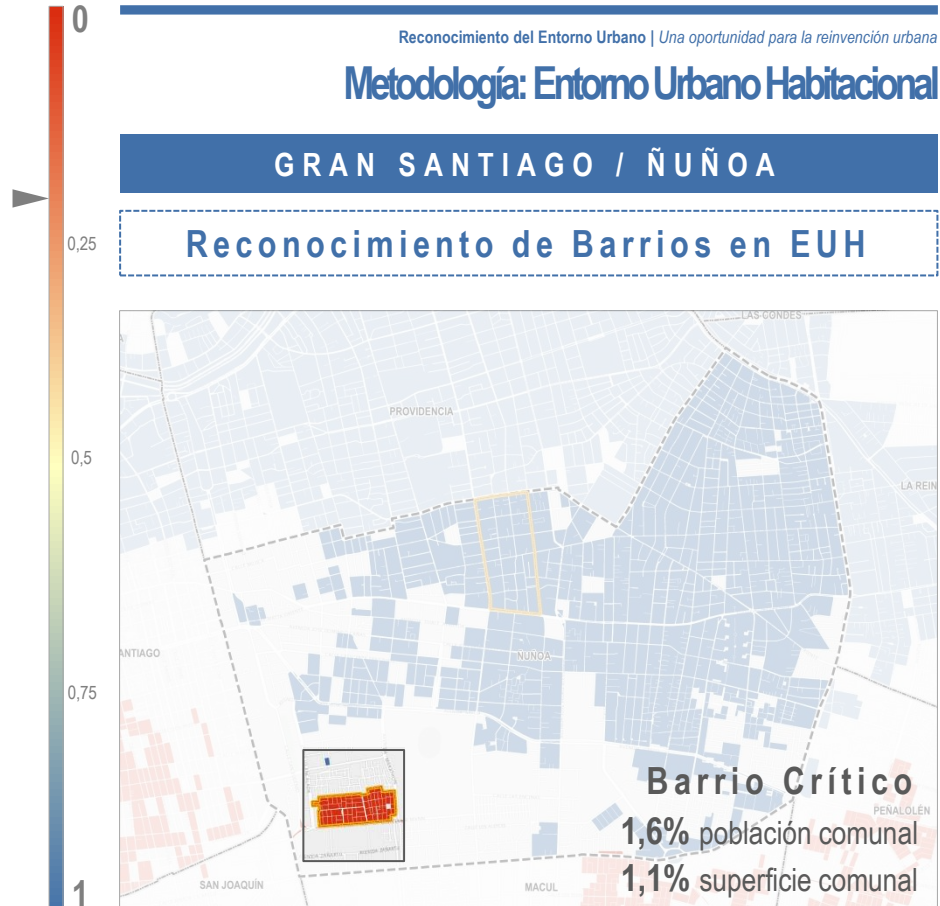 0
Reconocimiento del Entorno Urbano | Una oportunidad para la reinvención urbana
Metodología: Entorno Urbano Habitacional
GRAN SANTIAGO / ÑUÑOA
0,25
Reconocimiento de Barrios en EUH
LAS CONDES
PROVIDENCIA
0,5
LA REIN
ANTIAGO
ÑUÑOA
0,75
Barrio Crítico
PEÑALOLÉN
1,6% población comunal
1,1% superficie comunal
SAN JOAQUÍN
MACUL
1